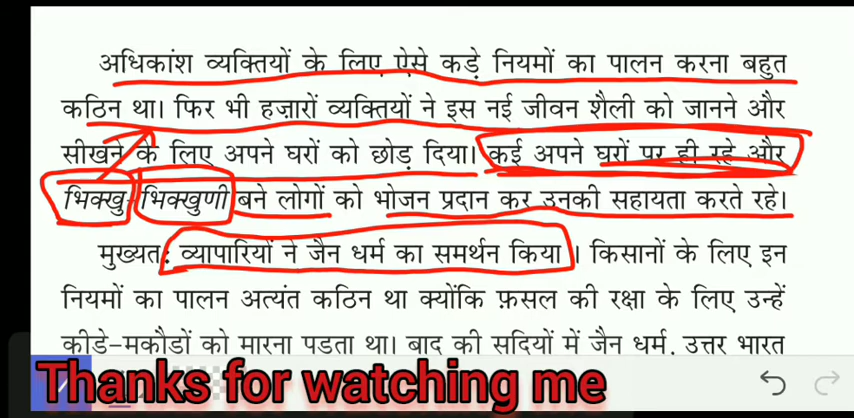 अधिकांश व्यक्तियों के लिए ऐसे कड़े नियमों का पालन करना बहुत
कठिन था। फिर भी हज़ारों व्यक्तियों ने इस नई जीवन शैली को जानने और
सीखने के लिए अपने घरों को छोड़ दिया। कई अपने घरों पर ही रहे और
भिक्खु-भिक्खुणी बने लोगों को भोजन प्रदान कर उनकी सहायता करते रहे।
मुख्यत: व्यापारियों ने जैन धर्म का समर्थन किया । किसानों के लिए इन
नियमों का पालन अत्यंत कठिन था क्योंकि फ़सल की रक्षा के लिए उन्हें
कीड़े-मकौड़ों को मारना पड़ता था। बाद की सदियों में जैन धर्म, उत्तर भारत
Thanks for watching me